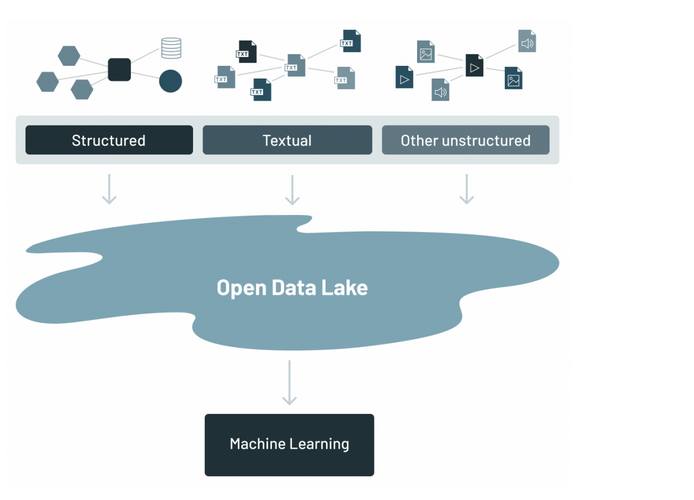 TXT
TXT
TXT
TXT
TXT
TXT
Structured
Textual
Other unstructured
Open Data Lake
Machine Learning